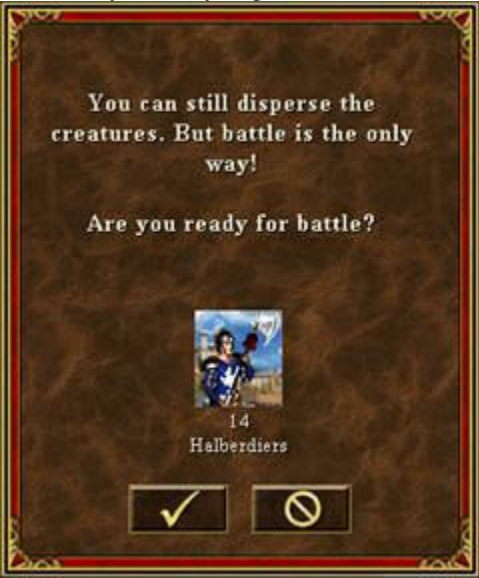 You can still disperse the
creatures. But battle is the only
way!
Are you ready for battle?
14
Halberdiers